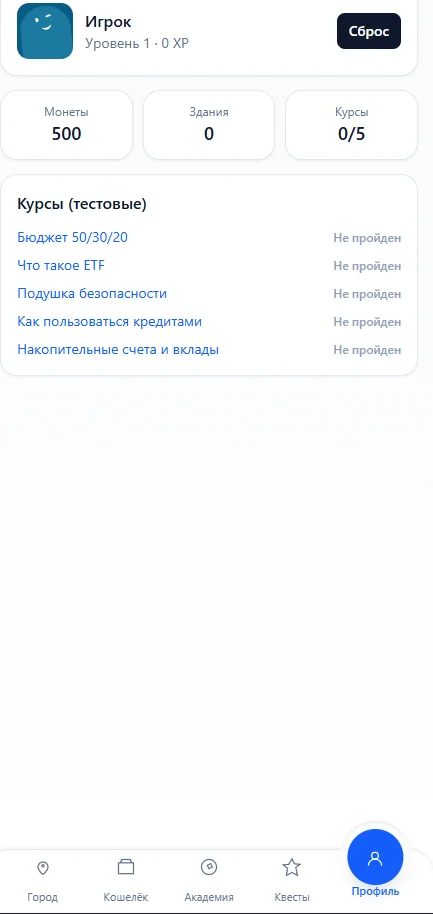 Игрок
Уровень 1 · 0 XP
Сброс
Монеты
500
Здания
0
Курсы
0/5
Курсы (тестовые)
Бюджет 50/30/20 Не пройден
Что такое ETF Не пройден
Подушка безопасности Не пройден
Как пользоваться кредитами Не пройден
Накопительные счета и вклады Не пройден
Город
Кошелёк
Академия
Квесты
Профиль